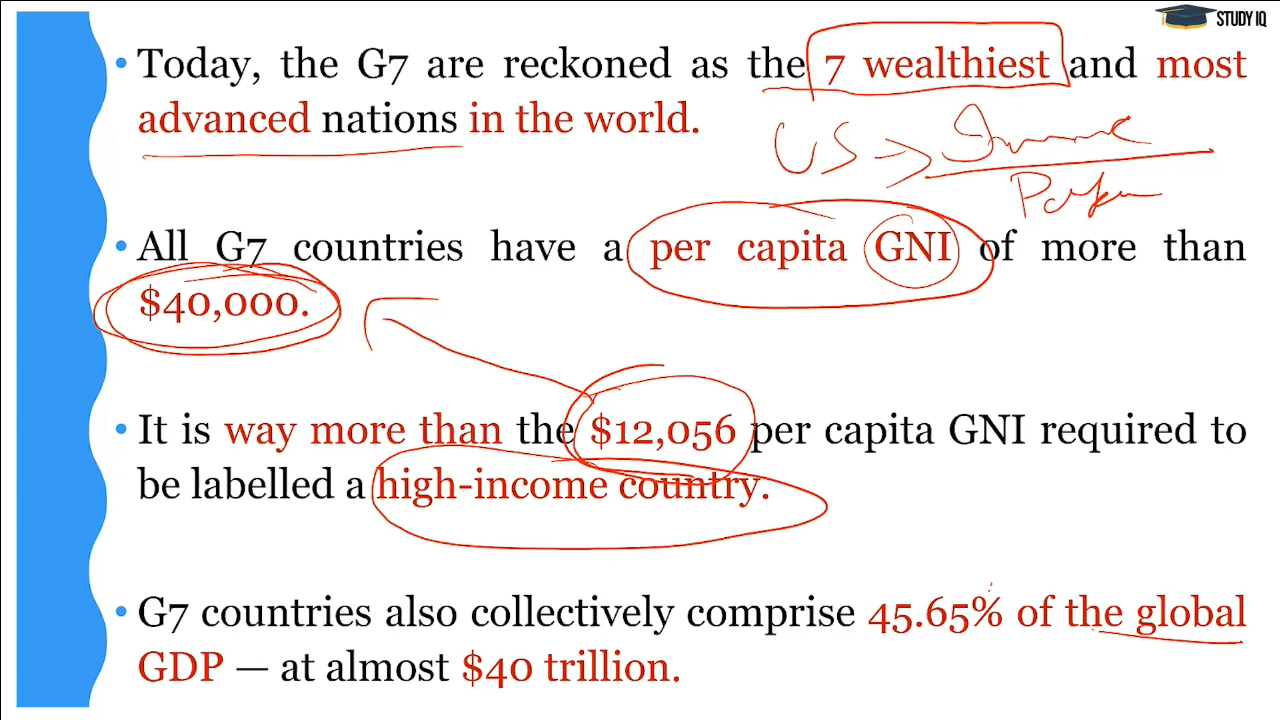 STUDY IQ
• Today, the G7 are reckoned as the 7 wealthiest and most
advanced nations in the world.
US →
• All G7 countries have a per capita GNI of more than
$40,000.
• It is way more than the $12,056 per capita GNI required to
be labelled a high-income country.
• G7 countries also collectively comprise 45.65% of the global
GDP — at almost $40 trillion.